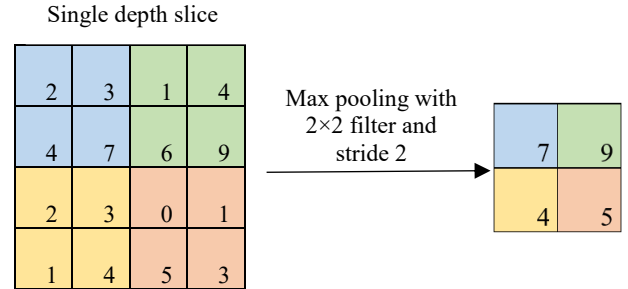 Single depth slice
2 3 1 4
4 7 6 9
2 3 0 1
1 4 5 3
Max pooling with
2×2 filter and
stride 2
7 9
4 5